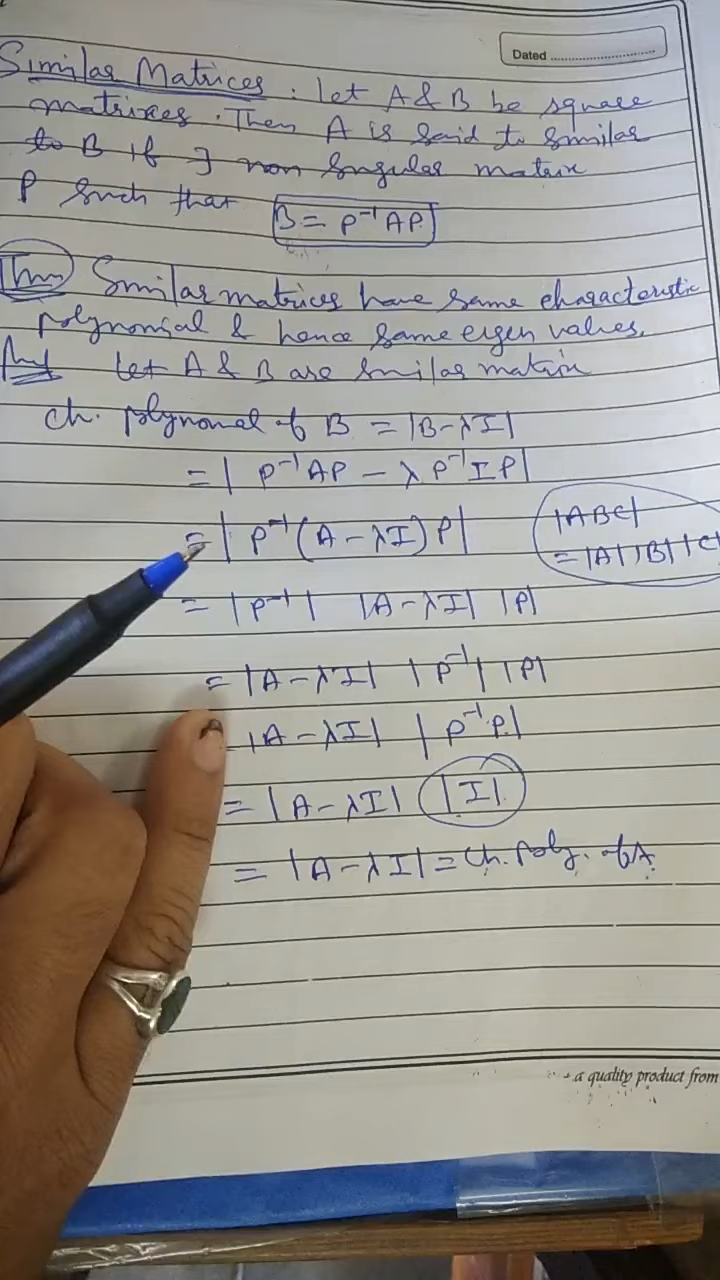 Dated
Similar Matrices : Let A & B be square
matrixes. Then A is said to similar
to B if ∃ non singular matrix
P such that B = P⁻¹AP.
Thm Similar matrices have same characteristic
polynomial & hence same eigen values.
Prf Let A & B are similar matrix
Ch. polynomial of B = |B-λI|
= | P⁻¹AP - λ P⁻¹IP|
= | P⁻¹(A - λI) P|
|ABC|
= |A||B||C|
= |P⁻¹| |A-λI| |P|
= |A-λI| |P⁻¹| |P|
|A-λI| |P⁻¹P|
= |A-λI| |I|
= |A-λI| = Ch. Poly. of A.
a quality product from